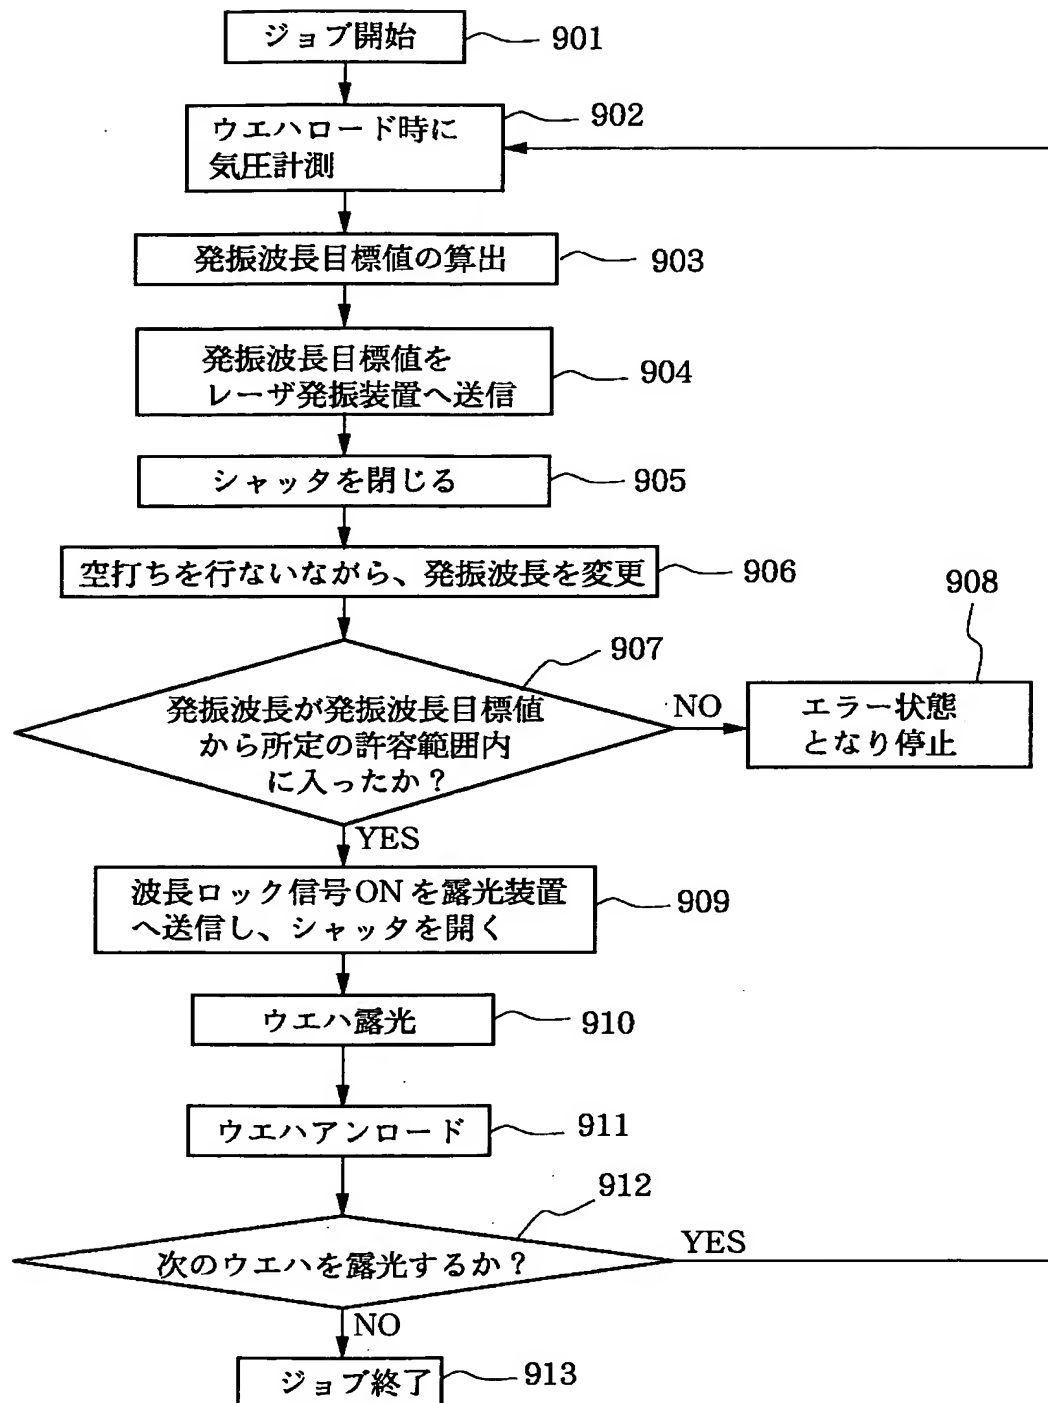 ジョブ開始
901
ウエハロード時に
気圧計測
902
発振波長目標値の算出
903
発振波長目標値を
レーザ発振装置へ送信
904
シャッタを閉じる
905
空打ちを行ないながら、発振波長を変更
906
907
発振波長が発振波長目標値
から所定の許容範囲内
に入ったか？
NO
908
エラー状態
となり停止
YES
波長ロック信号ONを露光装置
へ送信し、シャッタを開く
909
ウエハ露光
910
ウエハアンロード
911
912
次のウエハを露光するか？
YES
NO
ジョブ終了
913